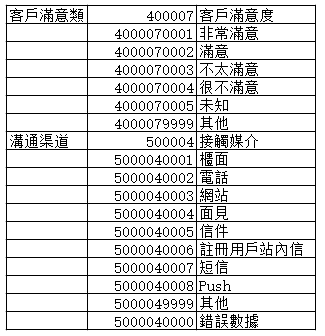 客戶滿意類 400007 客戶滿意度
4000070001 非常滿意
4000070002 滿意
4000070003 不太滿意
4000070004 很不滿意
4000070005 未知
4000079999 其他
溝通渠道 500004 接觸媒介
5000040001 櫃面
5000040002 電話
5000040003 網站
5000040004 面見
5000040005 信件
5000040006 註冊用戶站內信
5000040007 短信
5000040008 Push
5000049999 其他
5000040000 錯誤數據